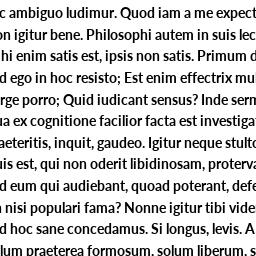 c ambiguo ludimur. Quod iam a me expect
on igitur bene. Philosophi autem in suis lec
hi enim satis est, ipsis non satis. Primum d
d ego in hoc resisto; Est enim effectrix mul
rge porro; Quid iudicant sensus? Inde serm
ua ex cognitione facilior facta est investigat
aeteritis, inquit, gaudeo. Igitur neque stulto
uis est, qui non oderit libidinosam, proterva
d eum qui audiebant, quoad poterant, defe
n nisi populari fama? Nonne igitur tibi vide
d hoc sane concedamus. Si longus, levis. A
lum praeterea formosum, solum liberum, s